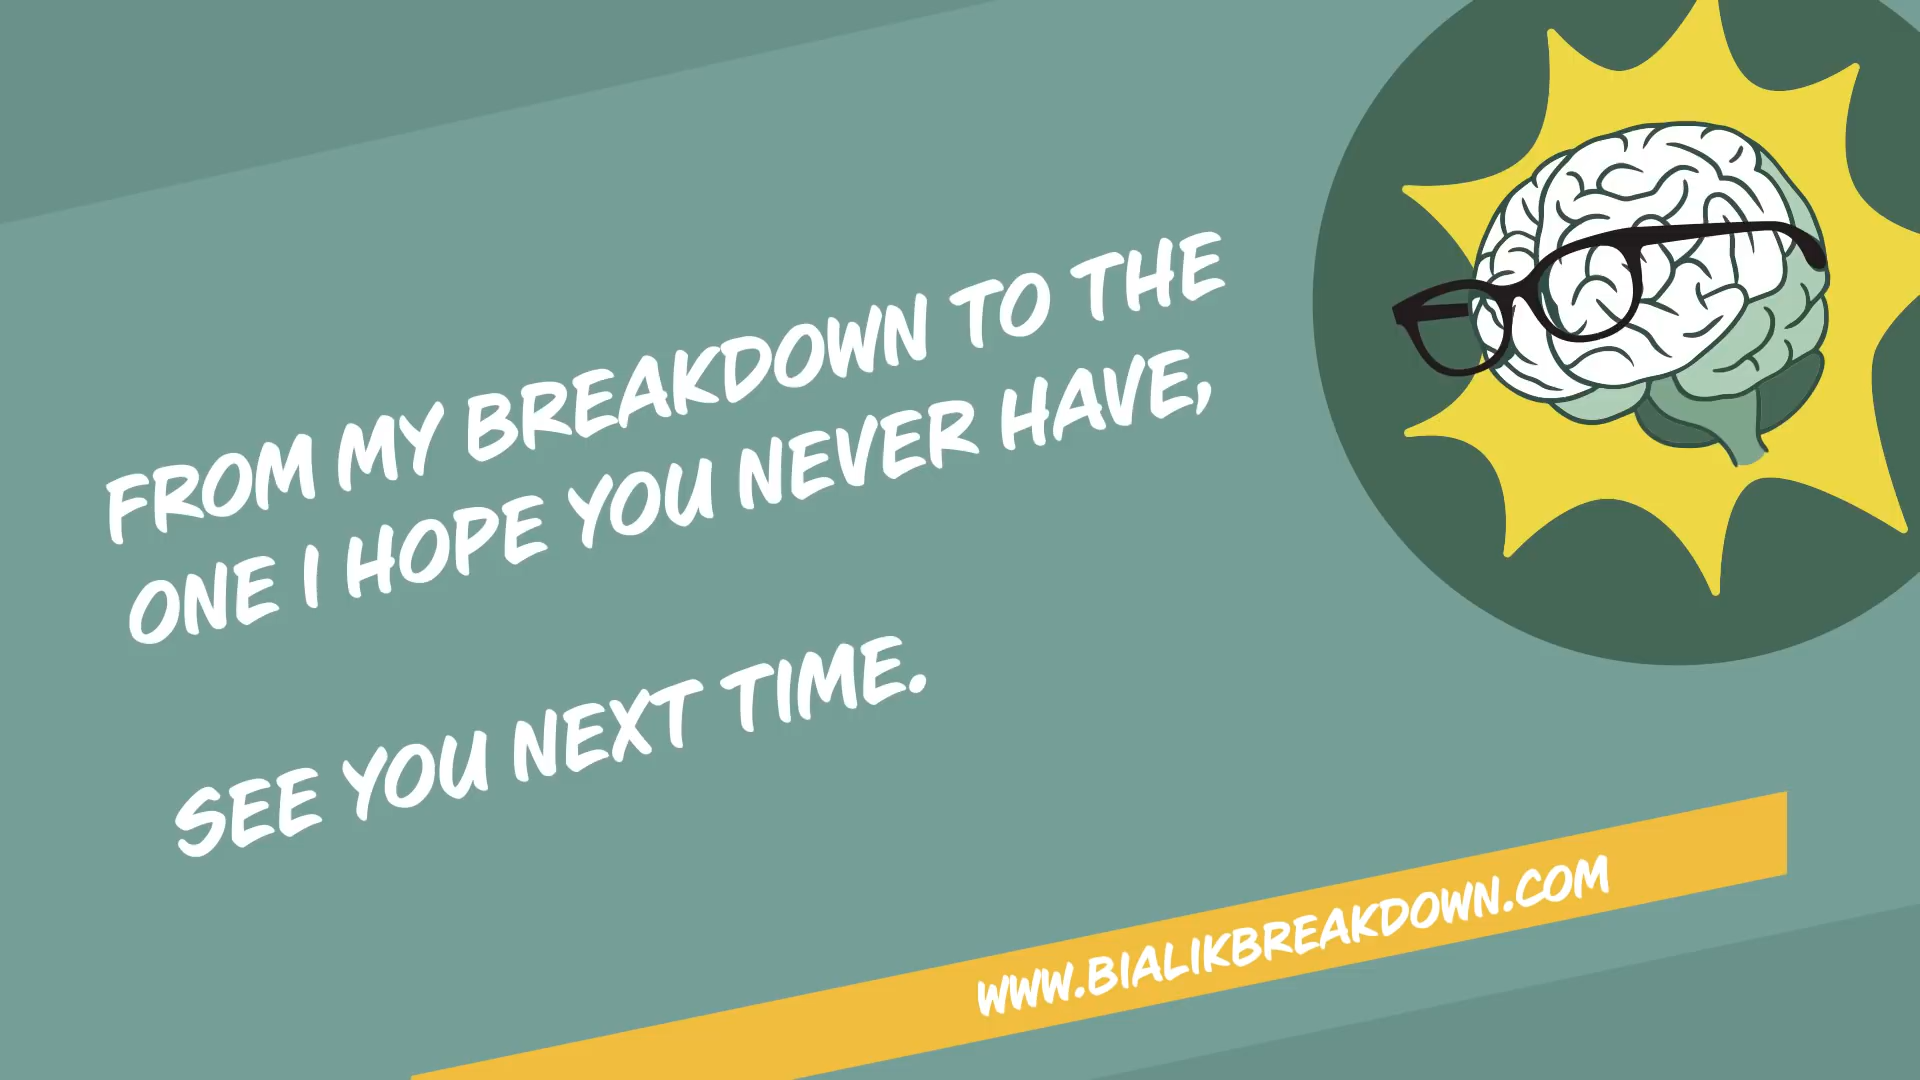 FROM MY BREAKDOWN TO THE
ONE I HOPE YOU NEVER HAVE,
SEE YOU NEXT TIME.
WWW.BIALIKBREAKDOWN.COM